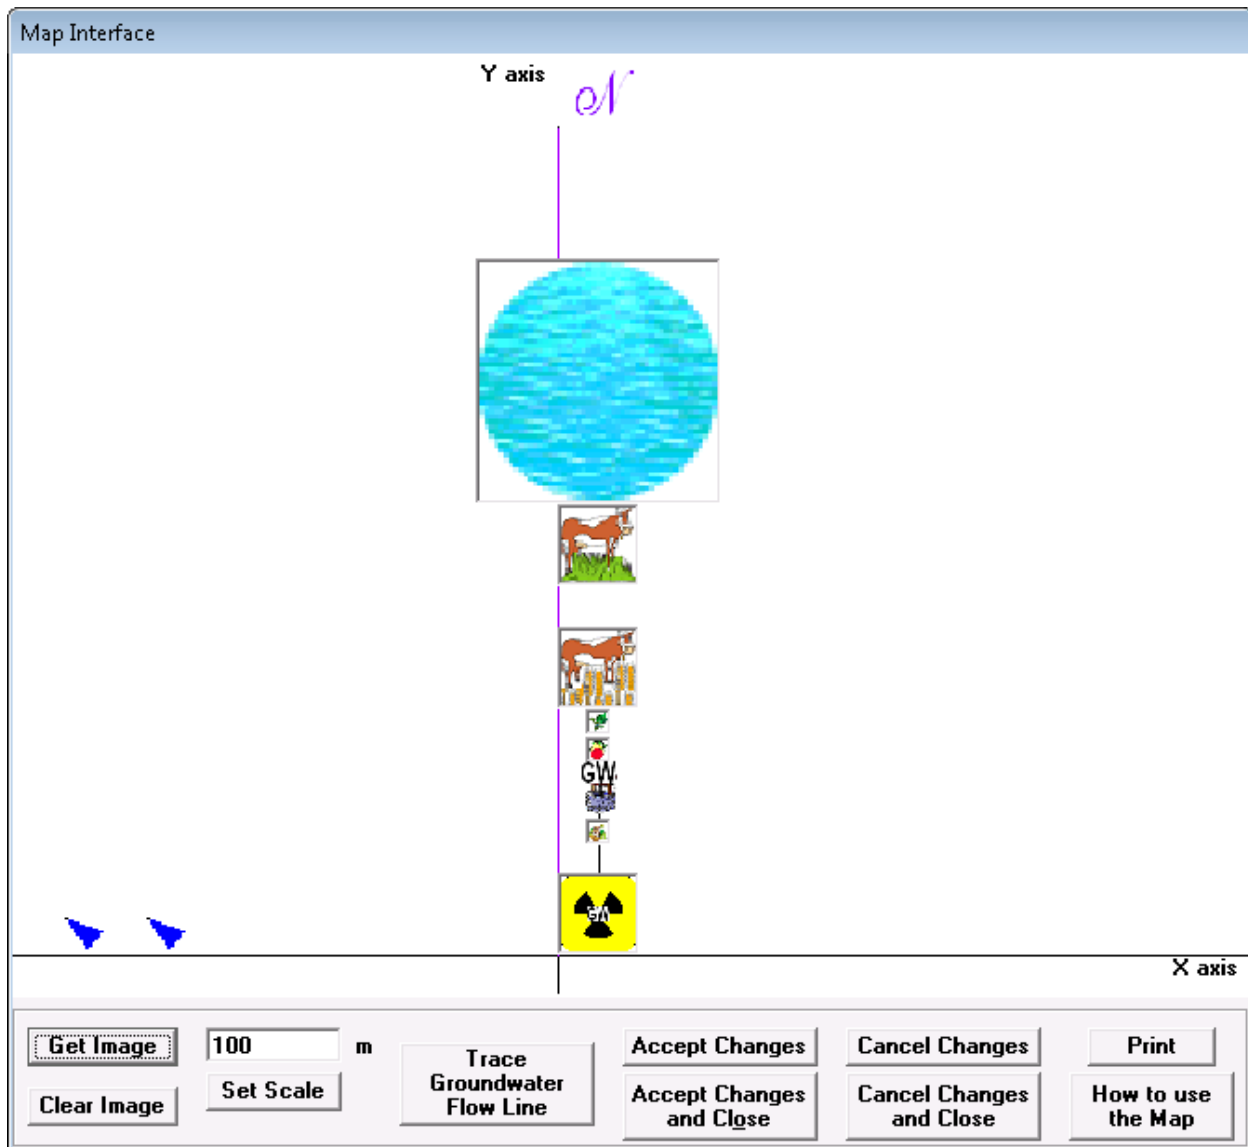 Map Interface
Y axis
N
GW
GW
X axis
Get Image
100
m
Trace
Groundwater
Flow Line
Accept Changes
Cancel Changes
Print
Clear Image
Set Scale
Accept Changes
and Close
Cancel Changes
and Close
How to use
the Map